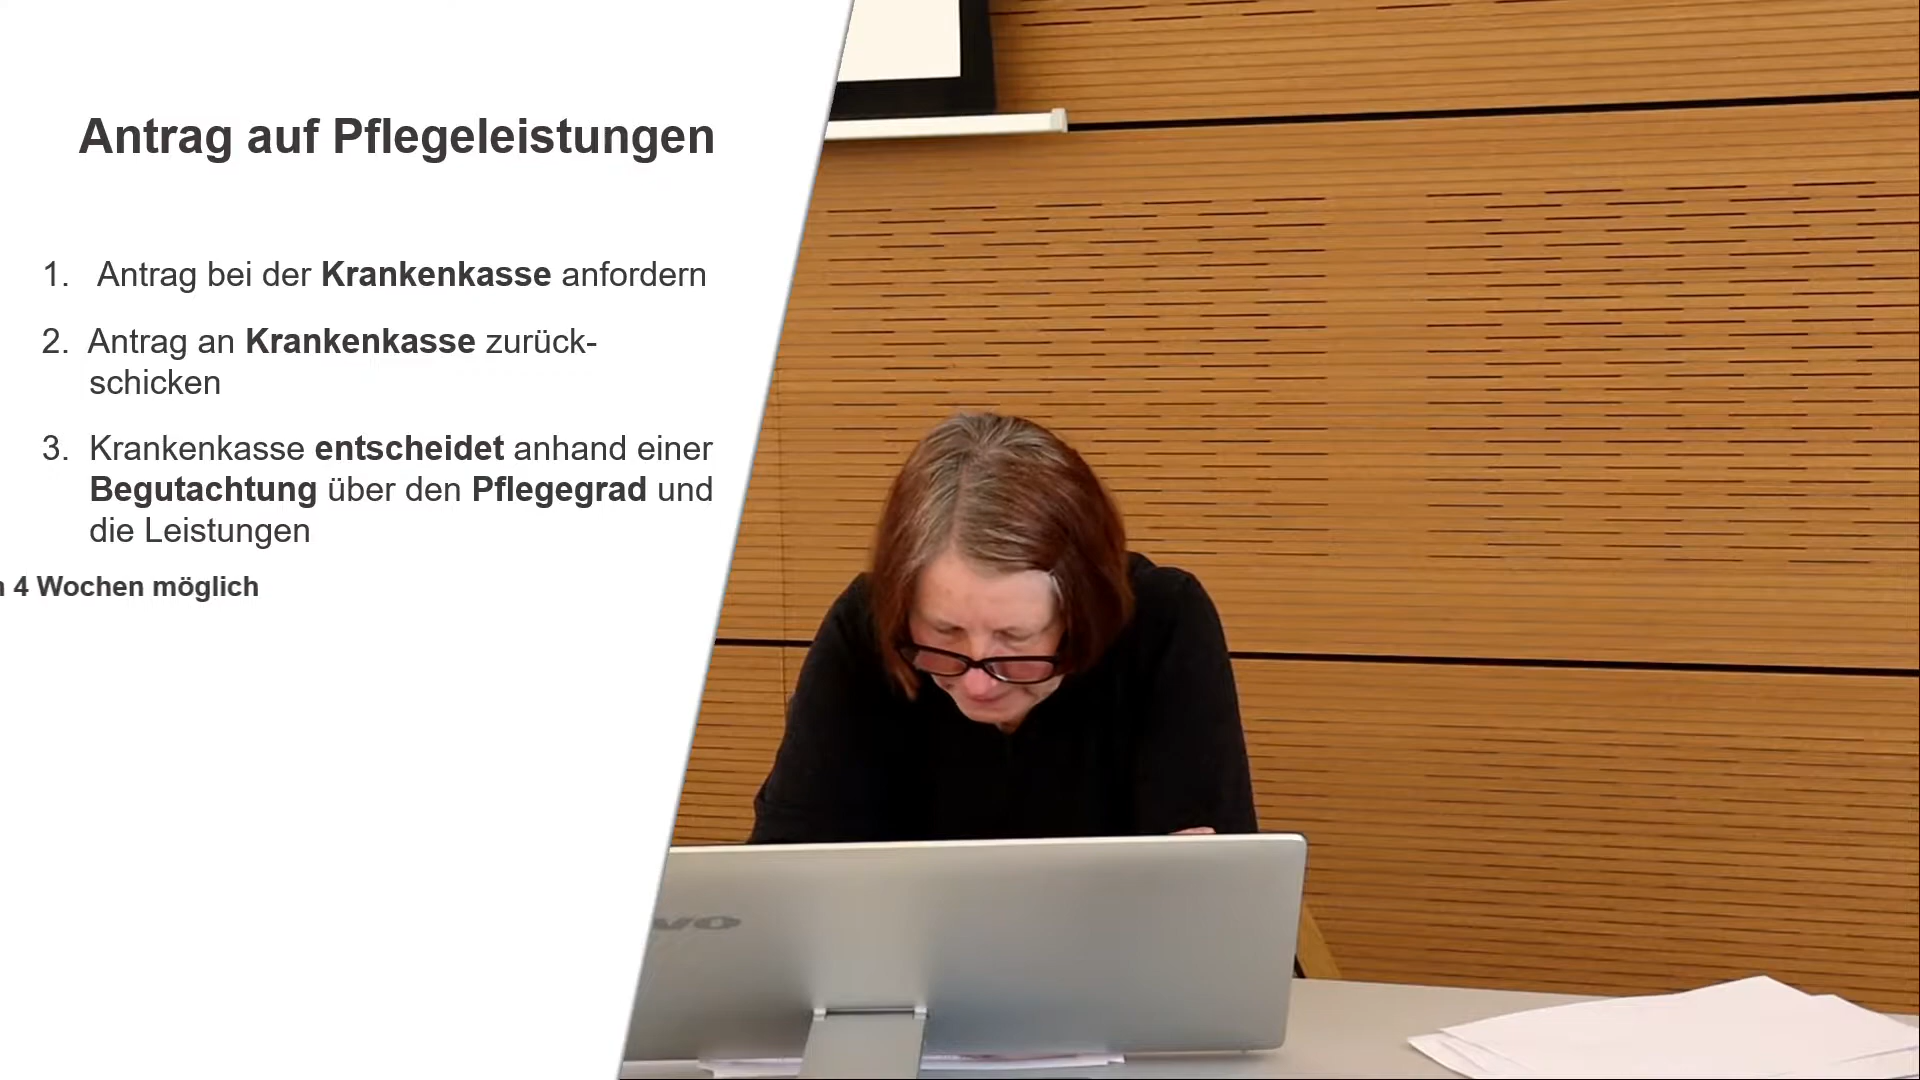 Antrag auf Pflegeleistungen
1. Antrag bei der Krankenkasse anfordern
2. Antrag an Krankenkasse zurück-
schicken
3. Krankenkasse entscheidet anhand einer
Begutachtung über den Pflegegrad und
die Leistungen
4 Wochen möglich